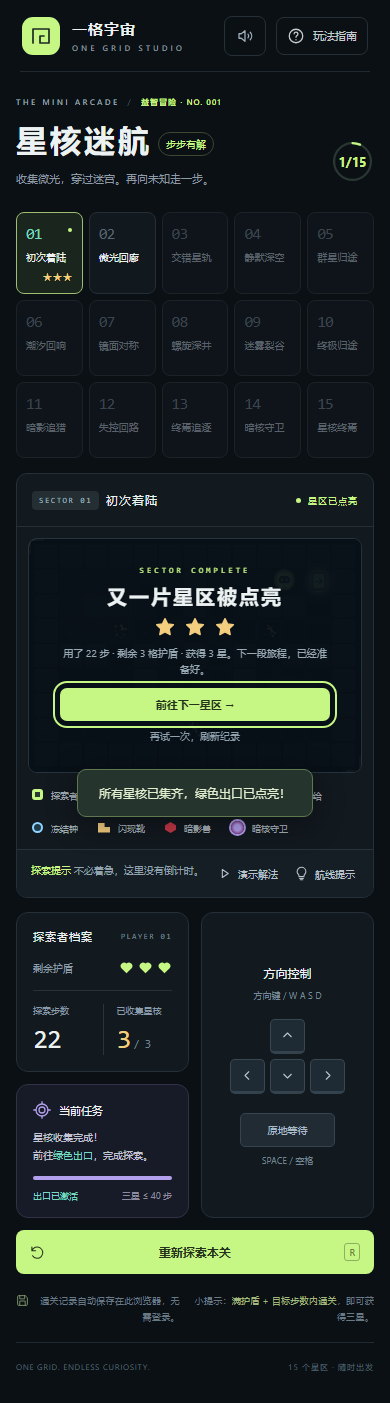 一格宇宙
ONE GRID STUDIO
玩法指南
THE MINI ARCADE / 益智冒险 · NO. 001
星核迷航
步步有解
1/15
收集微光，穿过迷宫。再向未知走一步。
01
初次着陆
★★★
02
微光回廊
03
交错星轨
04
静默深空
05
群星归途
06
潮汐回响
07
镜面对称
08
螺旋深井
09
迷雾裂谷
10
终极归途
11
暗影追猎
12
失控回路
13
终焉追逐
14
暗核守卫
15
星核终焉
SECTOR 01
初次着陆
星区已点亮
SECTOR COMPLETE
又一片星区被点亮
用了 22 步 · 剩余 3 格护盾 · 获得 3 星。下一段旅程，已经准
备好。
前往下一星区 →
再试一次，刷新纪录
探索者
所有星核已集齐，绿色出口已点亮！
给
冻结钟
闪现靴
暗影兽
暗核守卫
探索提示 不必着急，这里没有倒计时。
演示解法
航线提示
探索者档案
PLAYER 01
剩余护盾
探索步数
22
已收集星核
3 / 3
方向控制
方向键 / W A S D
原地等待
SPACE / 空格
当前任务
星核收集完成！
前往绿色出口，完成探索。
出口已激活
三星 ≤ 40 步
重新探索本关
R
通关记录自动保存在此浏览器，无
需登录。
小提示：满护盾 + 目标步数内通关，即可获
得三星。
ONE GRID. ENDLESS CURIOSITY.
15 个星区 · 随时出发